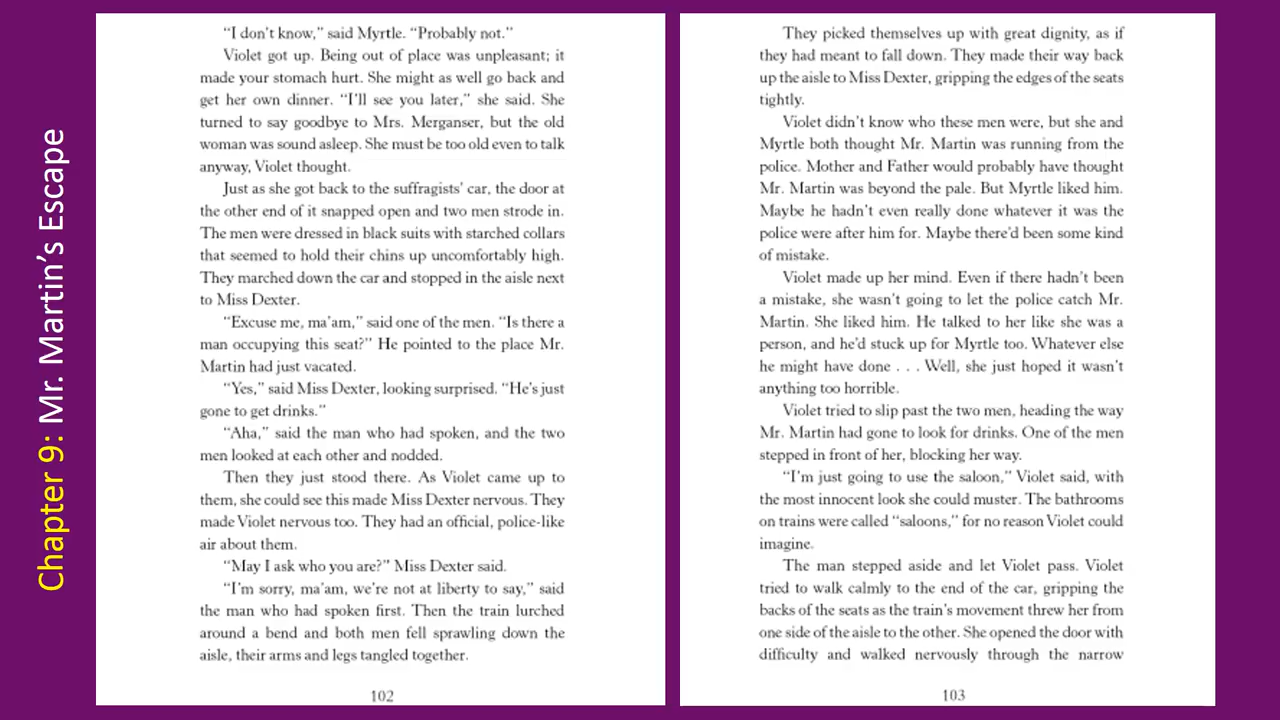 Chapter 9: Mr. Martin's Escape
"I don't know," said Myrtle. "Probably not."
Violet got up. Being out of place was unpleasant; it
made your stomach hurt. She might as well go back and
get her own dinner. "I'll see you later," she said. She
turned to say goodbye to Mrs. Merganser, but the old
woman was sound asleep. She must be too old even to talk
anyway, Violet thought.
Just as she got back to the suffragists' car, the door at
the other end of it snapped open and two men strode in.
The men were dressed in black suits with starched collars
that seemed to hold their chins up uncomfortably high.
They marched down the car and stopped in the aisle next
to Miss Dexter.
"Excuse me, ma'am," said one of the men. "Is there a
man occupying this seat?" He pointed to the place Mr.
Martin had just vacated.
"Yes," said Miss Dexter, looking surprised. "He's just
gone to get drinks."
"Aha," said the man who had spoken, and the two
men looked at each other and nodded.
Then they just stood there. As Violet came up to
them, she could see this made Miss Dexter nervous. They
made Violet nervous too. They had an official, police-like
air about them.
"May I ask who you are?" Miss Dexter said.
"I'm sorry, ma'am, we're not at liberty to say," said
the man who had spoken first. Then the train lurched
around a bend and both men fell sprawling down the
aisle, their arms and legs tangled together.
102
They picked themselves up with great dignity, as if
they had meant to fall down. They made their way back
up the aisle to Miss Dexter, gripping the edges of the seats
tightly.
Violet didn't know who these men were, but she and
Myrtle both thought Mr. Martin was running from the
police. Mother and Father would probably have thought
Mr. Martin was beyond the pale. But Myrtle liked him.
Maybe he hadn't even really done whatever it was the
police were after him for. Maybe there'd been some kind
of mistake.
Violet made up her mind. Even if there hadn't been
a mistake, she wasn't going to let the police catch Mr.
Martin. She liked him. He talked to her like she was a
person, and he'd stuck up for Myrtle too. Whatever else
he might have done . . . Well, she just hoped it wasn't
anything too horrible.
Violet tried to slip past the two men, heading the way
Mr. Martin had gone to look for drinks. One of the men
stepped in front of her, blocking her way.
"I'm just going to use the saloon," Violet said, with
the most innocent look she could muster. The bathrooms
on trains were called "saloons," for no reason Violet could
imagine.
The man stepped aside and let Violet pass. Violet
tried to walk calmly to the end of the car, gripping the
backs of the seats as the train's movement threw her from
one side of the aisle to the other. She opened the door with
difficulty and walked nervously through the narrow
103